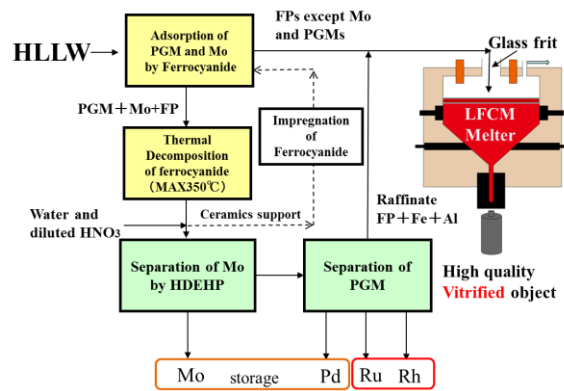 HLLW
Adsorption of
PGM and Mo
by Ferrocyanide
FPs except Mo
and PGMs
Glass frit
LFCM
Melter
PGM＋Mo+FP
Impregnation
of
Ferrocyanide
Thermal
Decomposition
of ferrocyanide
（MAX350℃）
Water and
diluted HNO3
Ceramics support
Raffinate
FP＋Fe＋Al
Separation of Mo
by HDEHP
Separation of
PGM
High quality
Vitrified object
Mo storage Pd Ru Rh